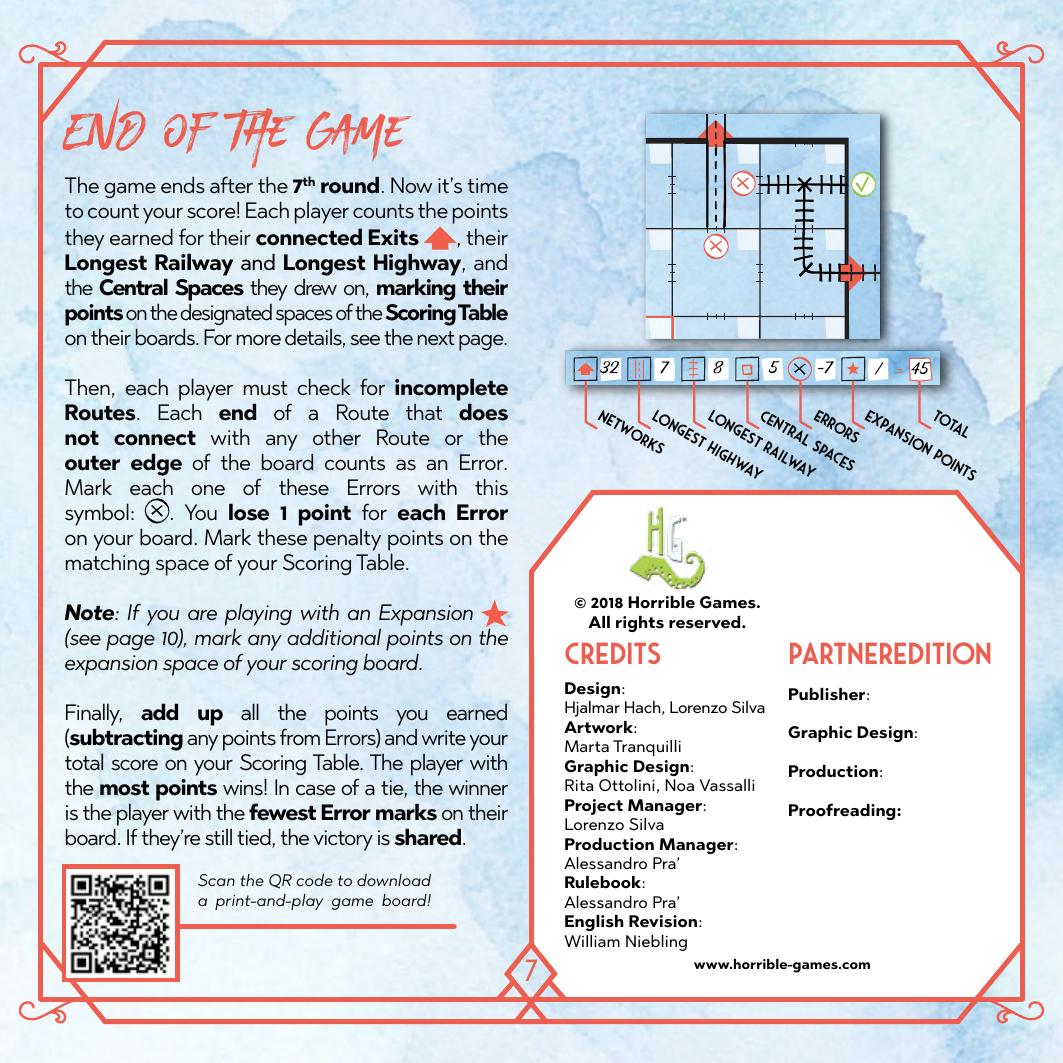 END OF THE GAME
The game ends after the 7th round. Now it's time
to count your score! Each player counts the points
they earned for their connected Exits , their
Longest Railway and Longest Highway, and
the Central Spaces they drew on, marking their
points on the designated spaces of the Scoring Table
on their boards. For more details, see the next page.
Then, each player must check for incomplete
Routes. Each end of a Route that does
not connect with any other Route or the
outer edge of the board counts as an Error.
Mark each one of these Errors with this
symbol: ⊗. You lose 1 point for each Error
on your board. Mark these penalty points on the
matching space of your Scoring Table.
Note: If you are playing with an Expansion ★
(see page 10), mark any additional points on the
expansion space of your scoring board.
Finally, add up all the points you earned
(subtracting any points from Errors) and write your
total score on your Scoring Table. The player with
the most points wins! In case of a tie, the winner
is the player with the fewest Error marks on their
board. If they're still tied, the victory is shared.
Scan the QR code to download
a print-and-play game board!
32 7 8 5 -7 / = 45
NETWORKS
LONGEST HIGHWAY
LONGEST RAILWAY
CENTRAL SPACES
ERRORS
EXPANSION POINTS
TOTAL
HG
© 2018 Horrible Games.
All rights reserved.
CREDITS
Design:
Hjalmar Hach, Lorenzo Silva
Artwork:
Marta Tranquilli
Graphic Design:
Rita Ottolini, Noa Vassalli
Project Manager:
Lorenzo Silva
Production Manager:
Alessandro Pra'
Rulebook:
Alessandro Pra'
English Revision:
William Niebling
PARTNEREDITION
Publisher:
Graphic Design:
Production:
Proofreading:
www.horrible-games.com
7